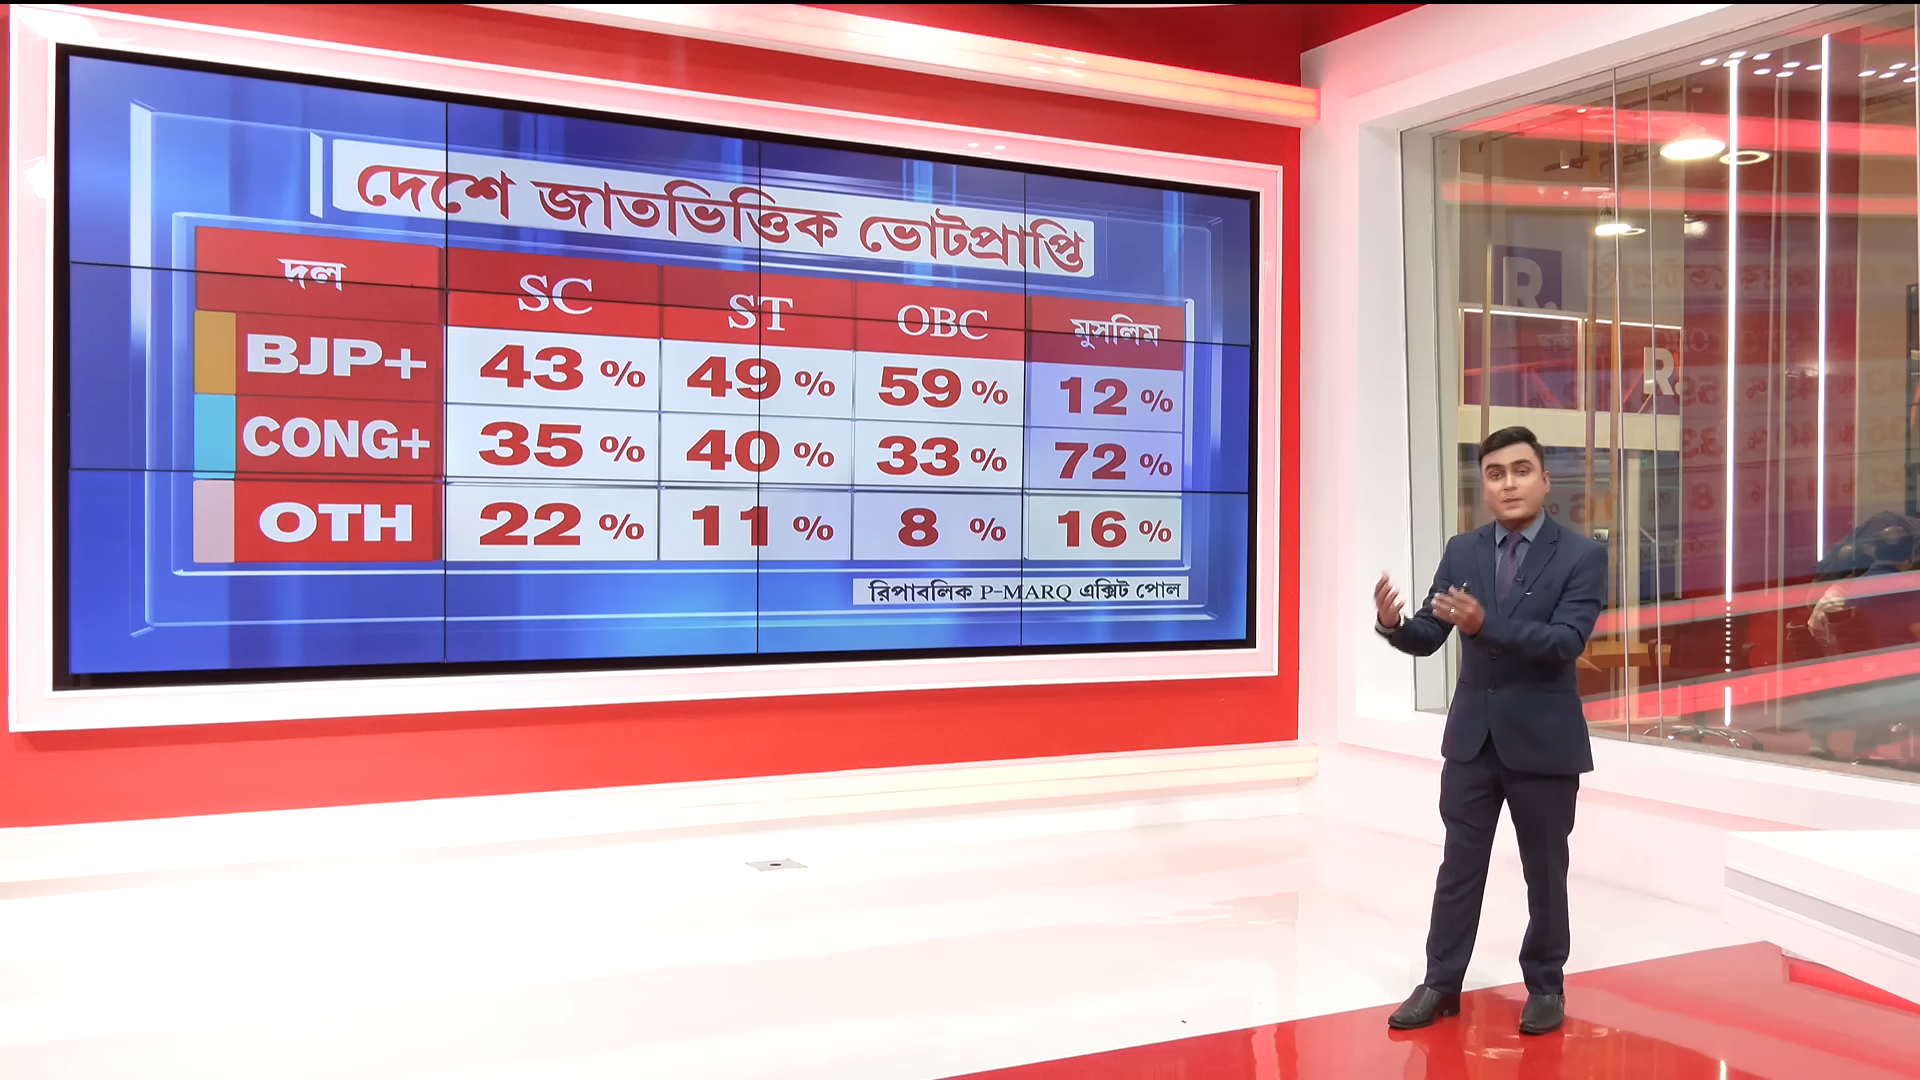 দেশে জাতভিত্তিক ভোটপ্রাপ্তি
দল SC ST OBC মুসলিম
BJP+ 43 % 49 % 59 % 12 %
CONG+ 35 % 40 % 33 % 72 %
OTH 22 % 11 % 8 % 16 %
রিপাবলিক P-MARQ এক্সিট পোল
R.
R.